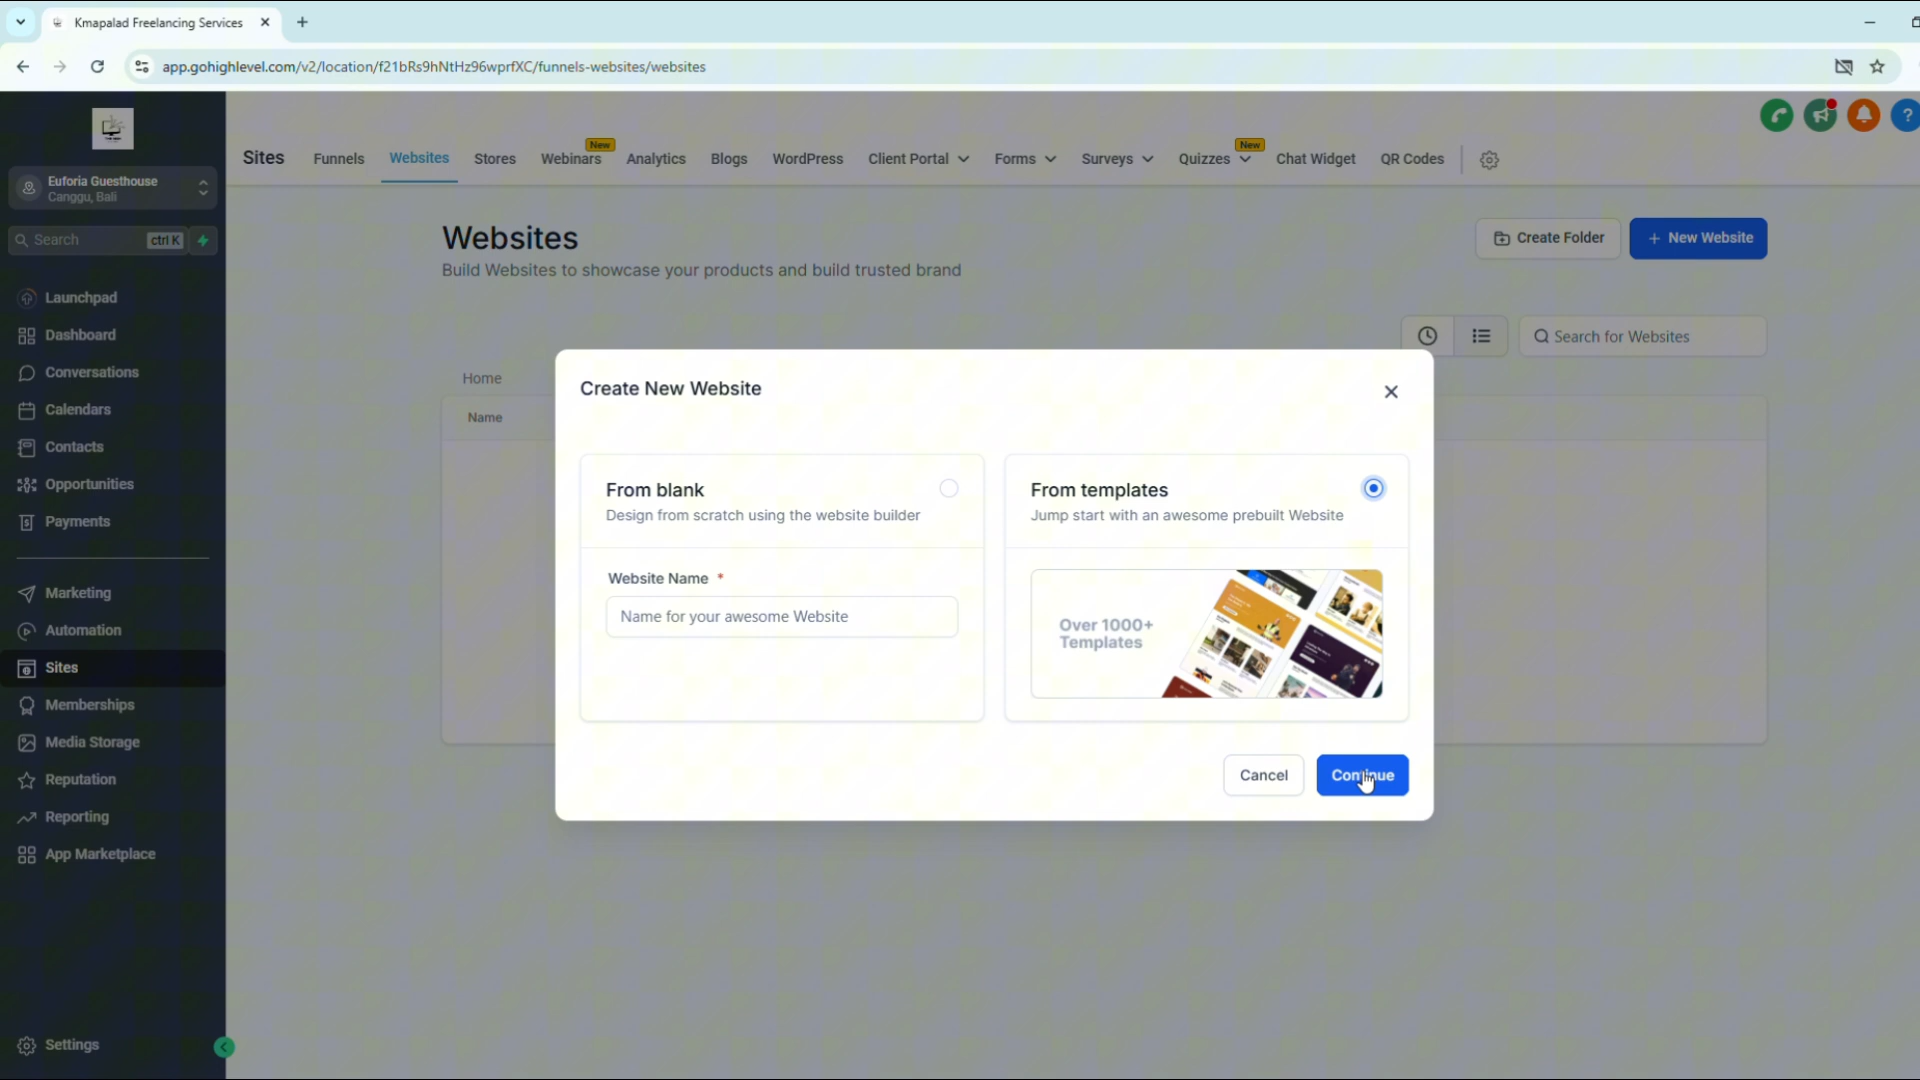 Kmapalad Freelancing Services
app.gohighlevel.com/v2/location/f21bRs9hNtHz96wprfXC/funnels-websites/websites
Euforia Guesthouse
Canggu, Bali
Search ctrl K
Launchpad
Dashboard
Conversations
Calendars
Contacts
Opportunities
Payments
Marketing
Automation
Sites
Memberships
Media Storage
Reputation
Reporting
App Marketplace
Settings
New New
Sites Funnels Websites Stores Webinars Analytics Blogs WordPress Client Portal Forms Surveys Quizzes Chat Widget QR Codes
?
Websites
Build Websites to showcase your products and build trusted brand
Create Folder
+ New Website
Search for Websites
Home
Name
Create New Website
From blank
Design from scratch using the website builder
Website Name *
Name for your awesome Website
From templates
Jump start with an awesome prebuilt Website
Over 1000+
Templates
Cancel
Continue